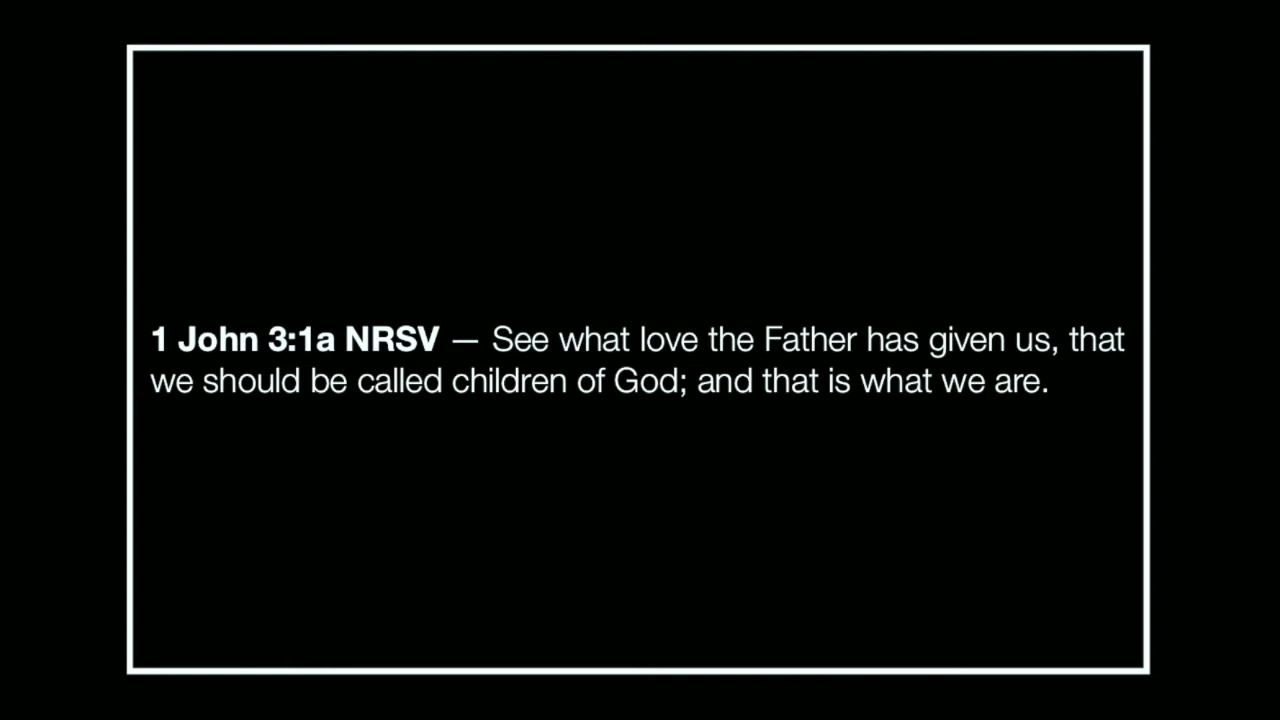 1 John 3:1a NRSV — See what love the Father has given us, that
we should be called children of God; and that is what we are.